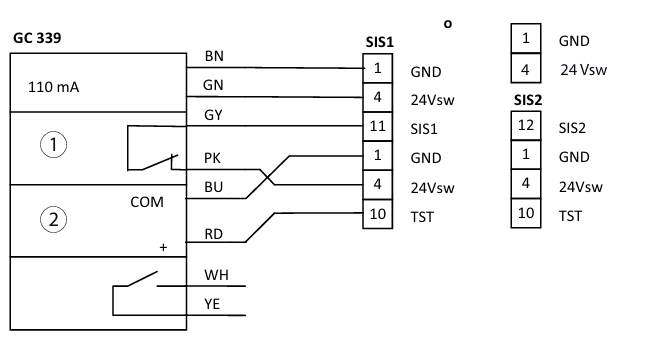 GC 339
110 mA
1
2
COM
+
BN
GN
GY
PK
BU
RD
WH
YE
SIS1
1 GND
4 24Vsw
11 SIS1
1 GND
4 24Vsw
10 TST
o
1 GND
4 24 Vsw
SIS2
12 SIS2
1 GND
4 24Vsw
10 TST